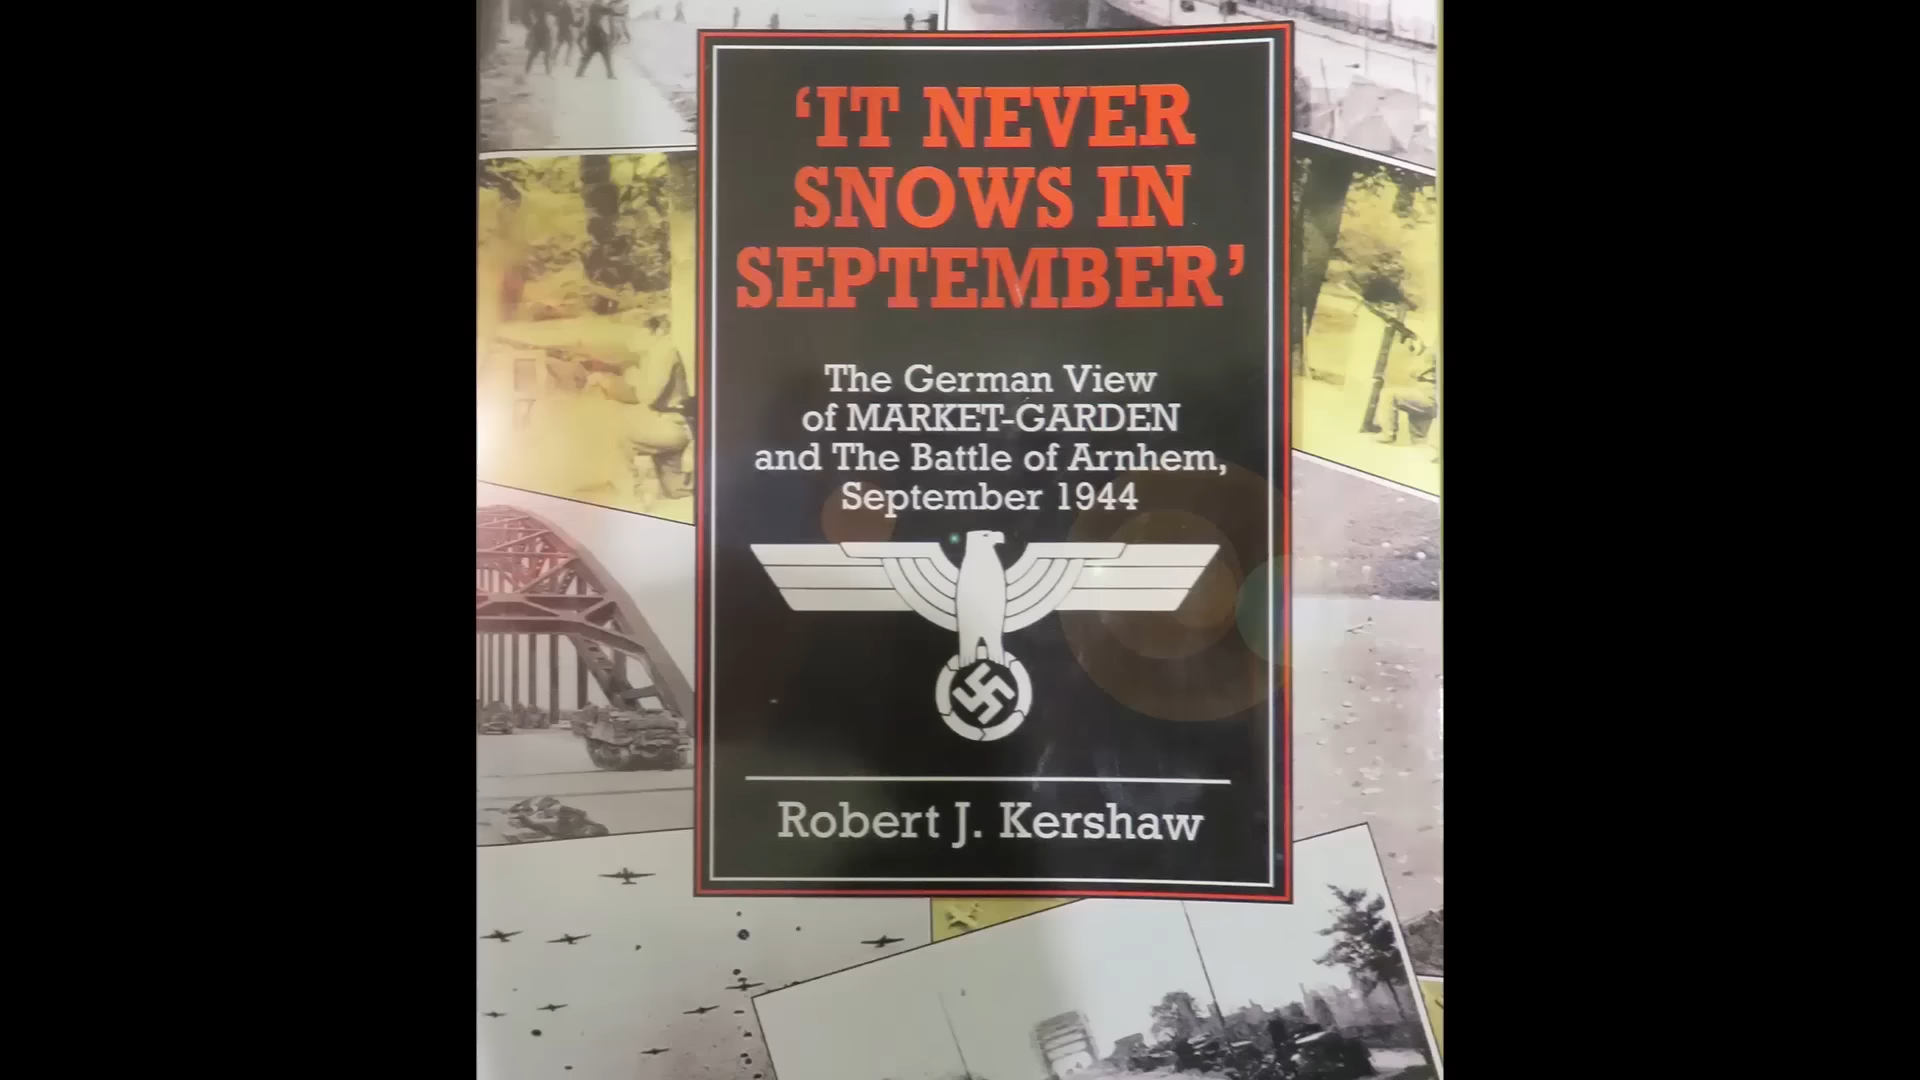 ‘IT NEVER
SNOWS IN
SEPTEMBER’
The German View
of MARKET-GARDEN
and The Battle of Arnhem,
September 1944
Robert J. Kershaw